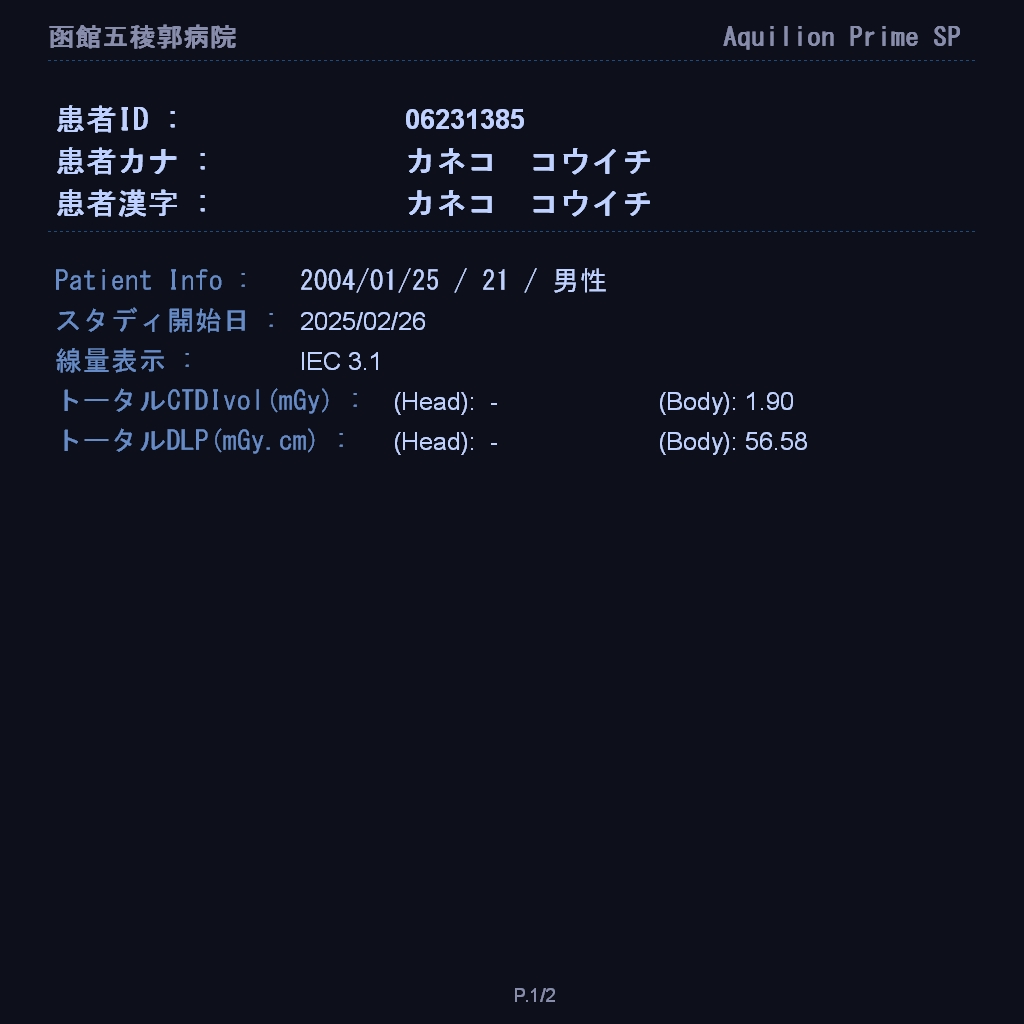 函館五稜郭病院 Aquilion Prime SP
患者ID : 06231385
患者カナ : カネコ　コウイチ
患者漢字 : カネコ　コウイチ
Patient Info : 2004/01/25 / 21 / 男性
スタディ開始日 : 2025/02/26
線量表示 : IEC 3.1
トータルCTDIvol(mGy) : (Head): - (Body): 1.90
トータルDLP(mGy.cm) : (Head): - (Body): 56.58
P.1/2